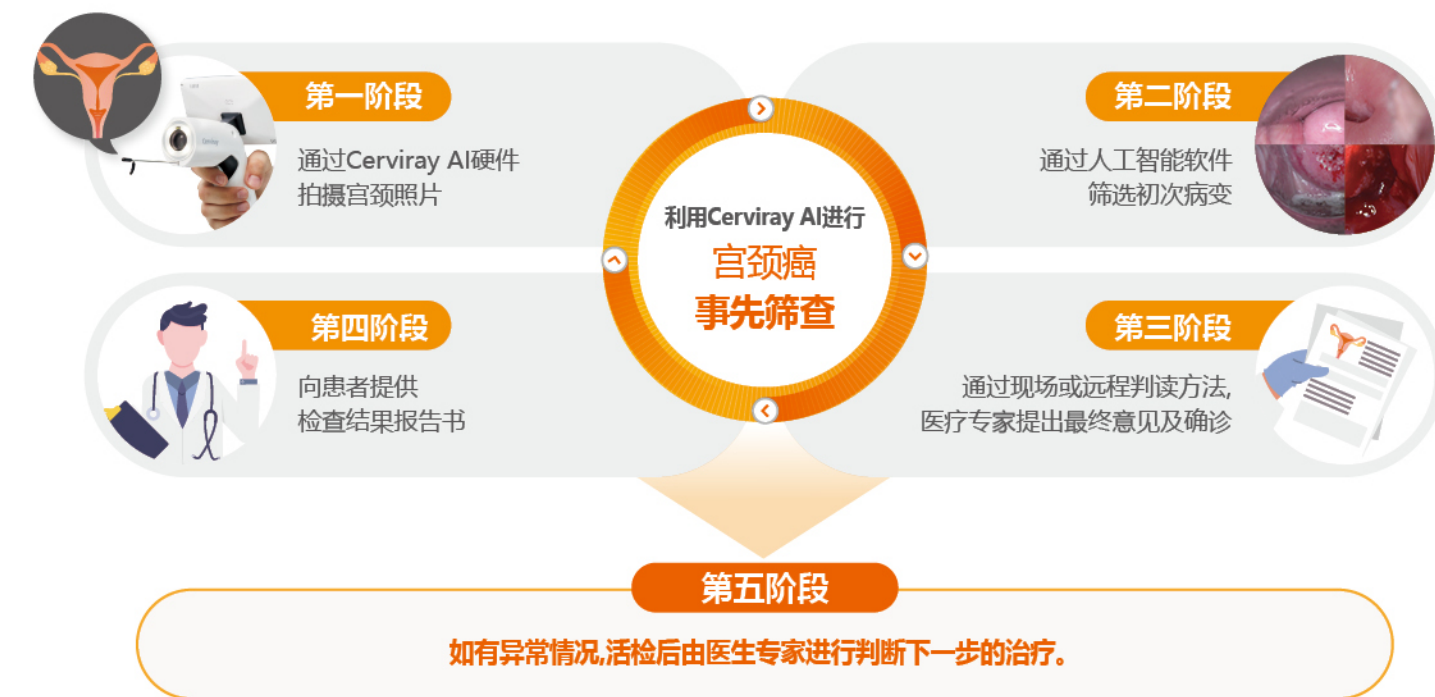 第一阶段
通过Cerviray AI硬件
拍摄宫颈照片
第二阶段
通过人工智能软件
筛选初次病变
利用Cerviray AI进行
宫颈癌
事先筛查
第三阶段
通过现场或远程判读方法,
医疗专家提出最终意见及确诊
第四阶段
向患者提供
检查结果报告书
第五阶段
如有异常情况,活检后由医生专家进行判断下一步的治疗。